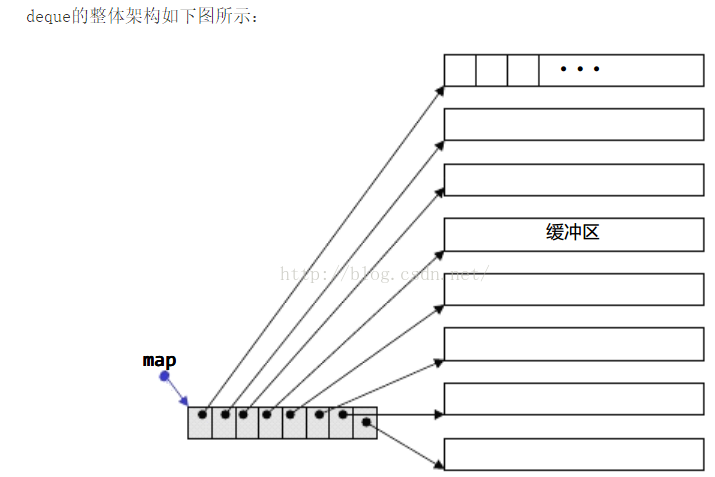 deque的整体架构如下图所示：
• • •
缓冲区
http://blog.csdn.net/
map